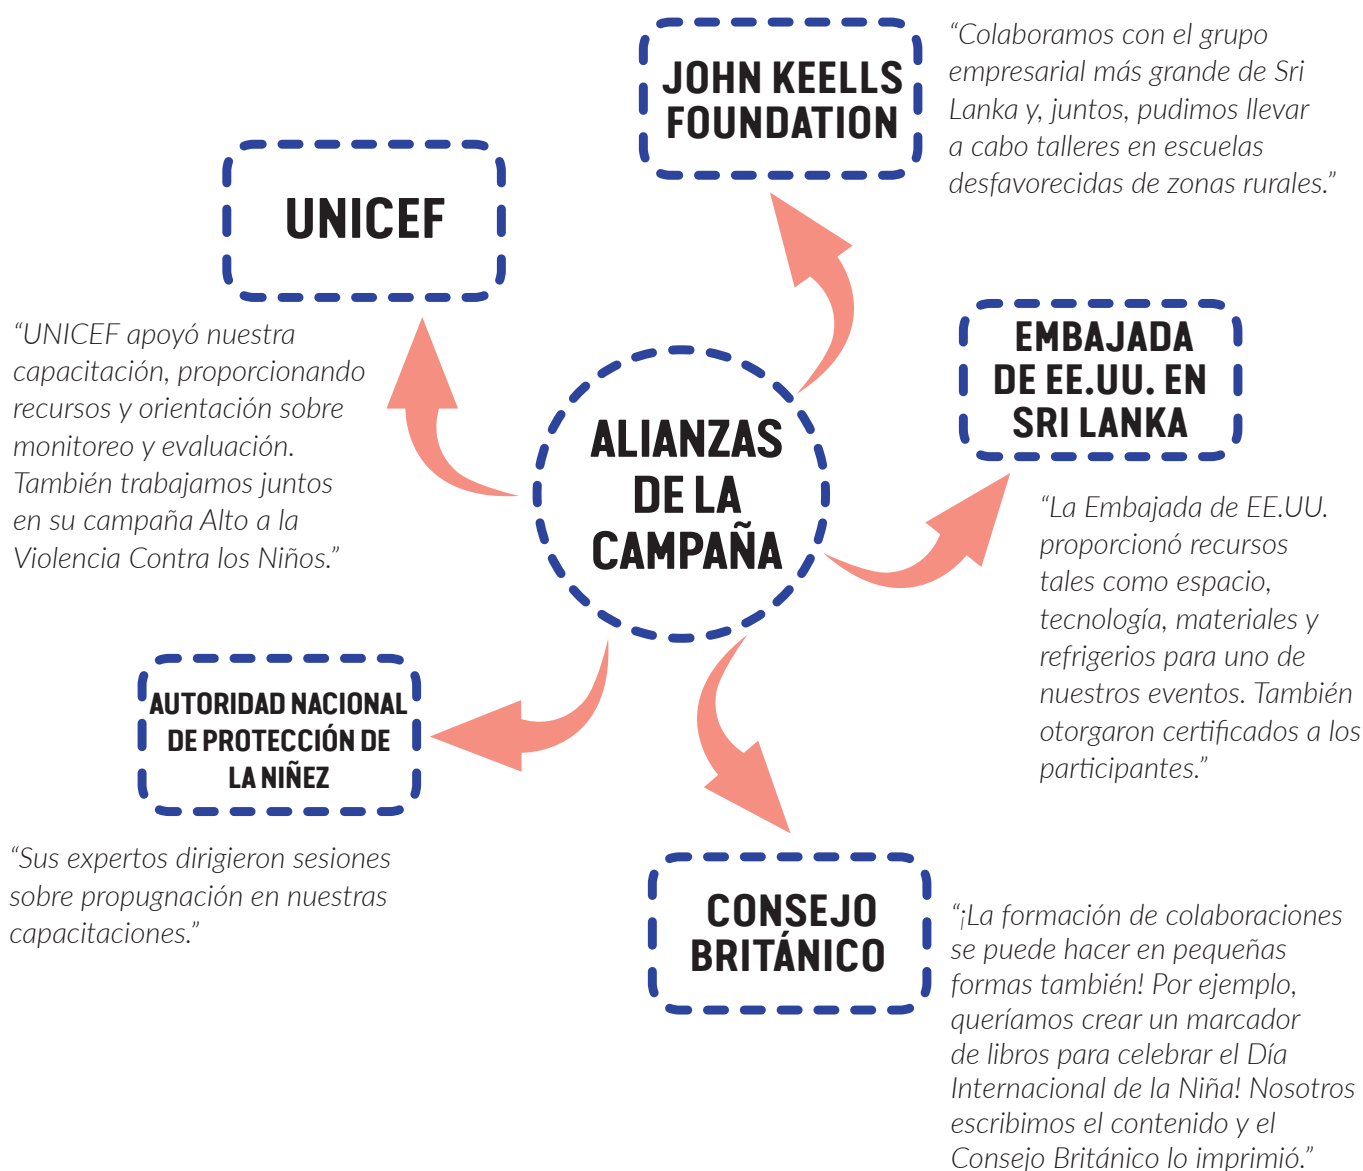 JOHN KEELLS
FOUNDATION
“Colaboramos con el grupo
empresarial más grande de Sri
Lanka y, juntos, pudimos llevar
a cabo talleres en escuelas
desfavorecidas de zonas rurales.”
UNICEF
“UNICEF apoyó nuestra
capacitación, proporcionando
recursos y orientación sobre
monitoreo y evaluación.
También trabajamos juntos
en su campaña Alto a la
Violencia Contra los Niños.”
ALIANZAS
DE LA
CAMPAÑA
EMBAJADA
DE EE.UU. EN
SRI LANKA
“La Embajada de EE.UU.
proporcionó recursos
tales como espacio,
tecnología, materiales y
refrigerios para uno de
nuestros eventos. También
otorgaron certificados a los
participantes.”
AUTORIDAD NACIONAL
DE PROTECCIÓN DE
LA NIÑEZ
“Sus expertos dirigieron sesiones
sobre propugnación en nuestras
capacitaciones.”
CONSEJO
BRITÁNICO
“¡La formación de colaboraciones
se puede hacer en pequeñas
formas también! Por ejemplo,
queríamos crear un marcador
de libros para celebrar el Día
Internacional de la Niña! Nosotros
escribimos el contenido y el
Consejo Británico lo imprimió.”